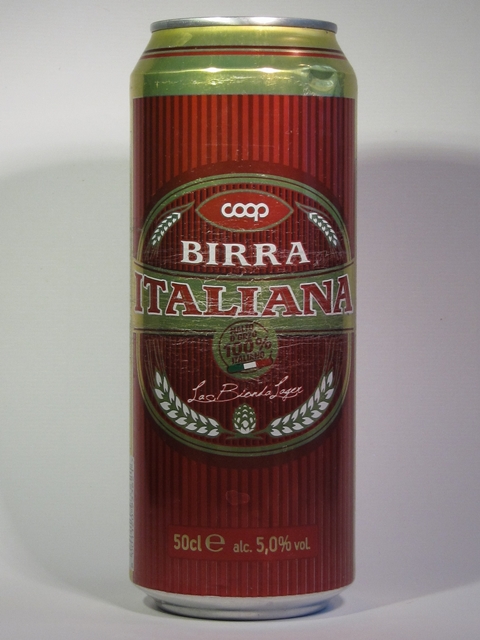 coop
BIRRA
ITALIANA
100%
La Bionda Lager
50cl e alc. 5,0% vol.